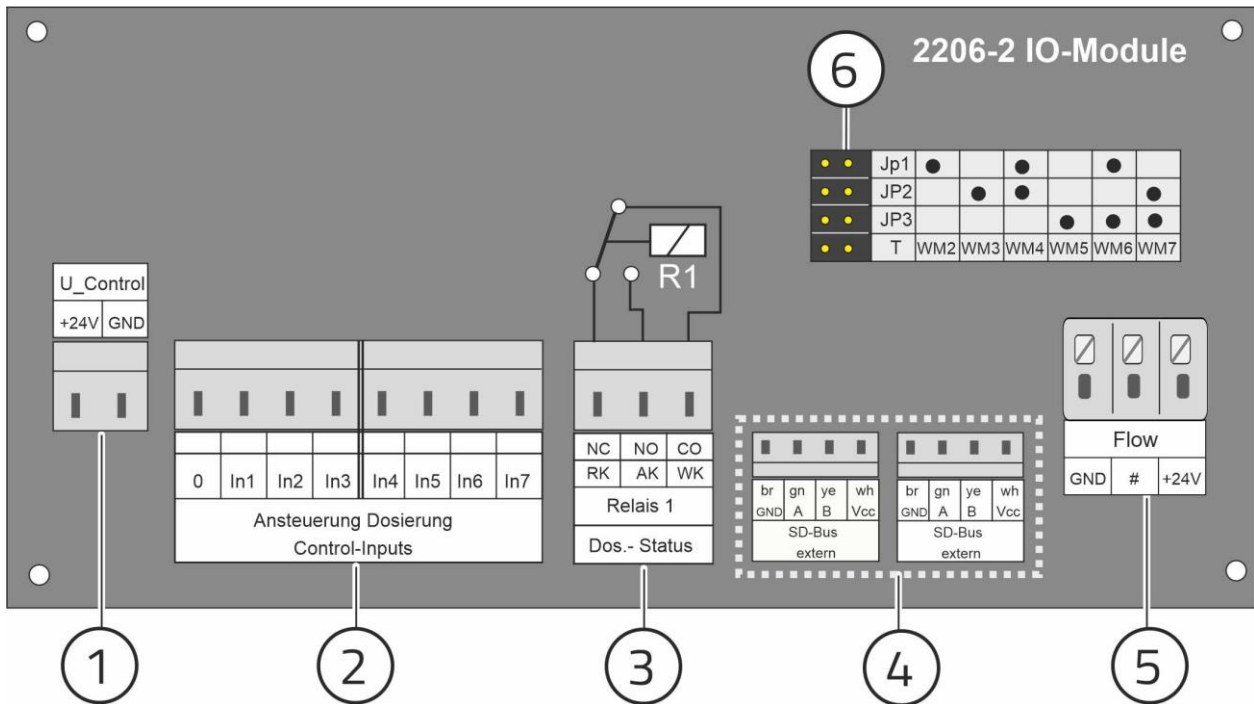 2206-2 IO-Module
6
Jp1
JP2
JP3
T WM2 WM3 WM4 WM5 WM6 WM7
R1
U_Control
+24V GND
0 In1 In2 In3 In4 In5 In6 In7
Ansteuerung Dosierung
Control-Inputs
NC NO CO
RK AK WK
Relais 1
Dos.- Status
br gn ye wh
GND A B Vcc
SD-Bus
extern
br gn ye wh
GND A B Vcc
SD-Bus
extern
Flow
GND # +24V
1 2 3 4 5